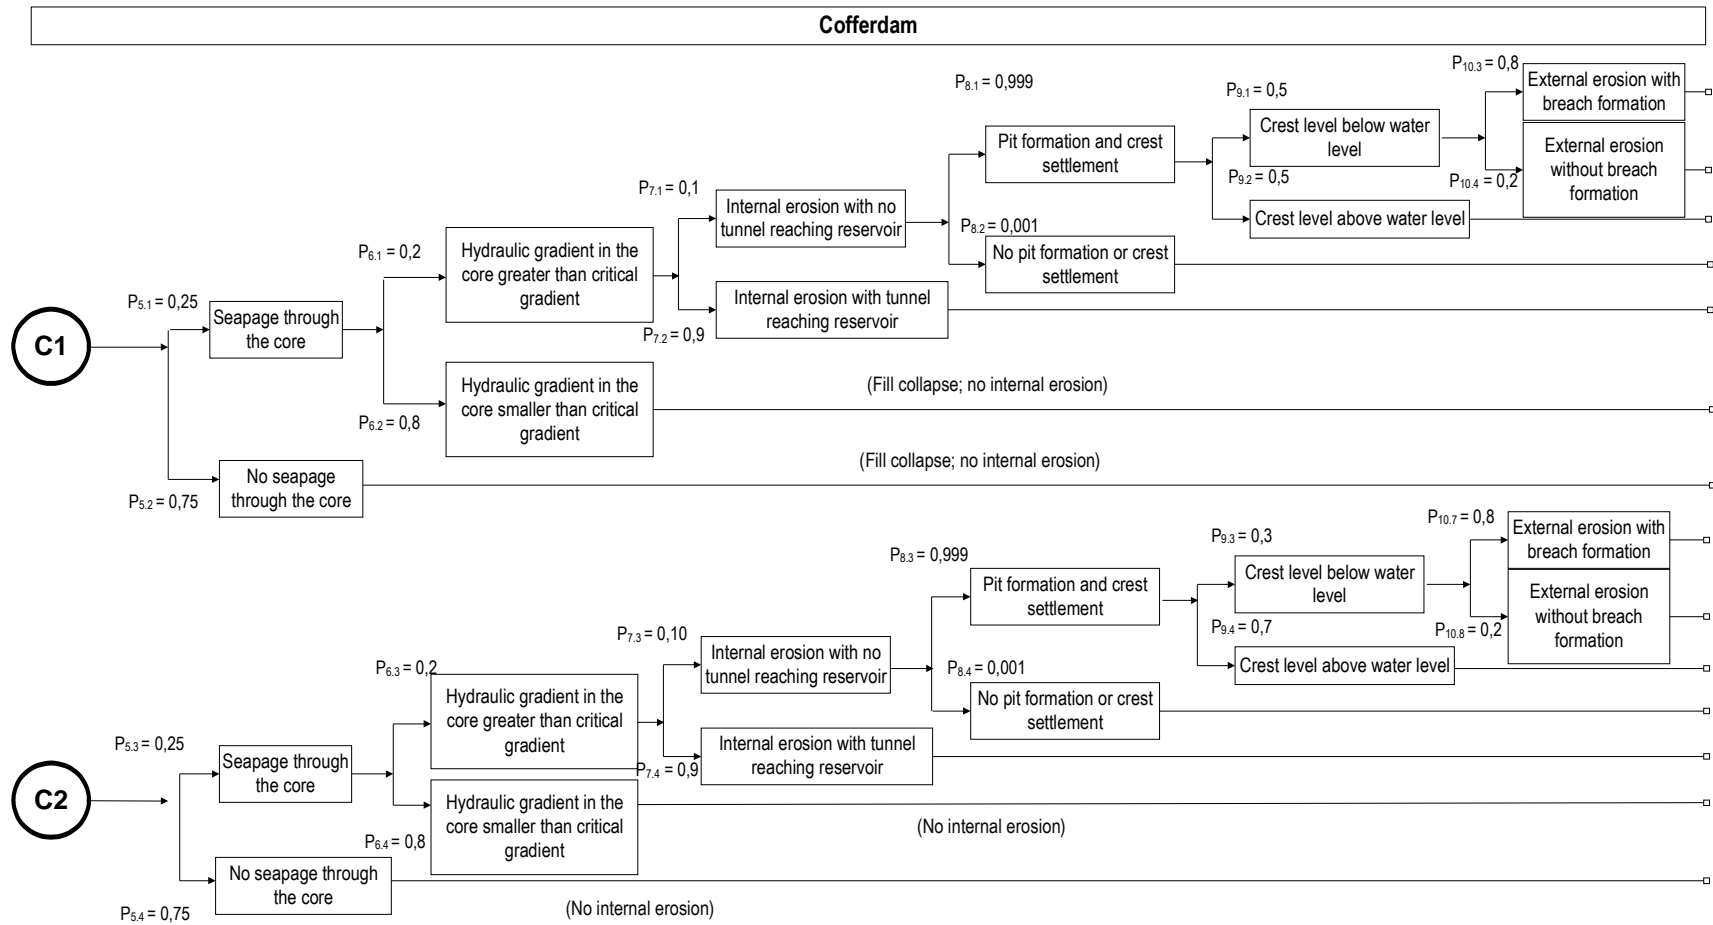 Cofferdam
P10.3 = 0,8
P8.1 = 0,999
P9.1 = 0,5
External erosion with
breach formation
Crest level below water
level
Pit formation and crest
settlement
External erosion
without breach
formation
P9.2 = 0,5
P10.4 = 0,2
P7.1 = 0,1
Internal erosion with no
tunnel reaching reservoir
Crest level above water level
P8.2 = 0,001
No pit formation or crest
settlement
P6.1 = 0,2
Hydraulic gradient in the
core greater than critical
gradient
Internal erosion with tunnel
reaching reservoir
P5.1 = 0,25
Seapage through
the core
P7.2 = 0,9
C1
Hydraulic gradient in the
core smaller than critical
gradient
(Fill collapse; no internal erosion)
P6.2 = 0,8
(Fill collapse; no internal erosion)
No seapage
through the core
P5.2 = 0,75
P10.7 = 0,8
External erosion with
breach formation
P9.3 = 0,3
P8.3 = 0,999
Crest level below water
level
Pit formation and crest
settlement
External erosion
without breach
formation
P9.4 = 0,7
P10.8 = 0,2
P7.3 = 0,10
Internal erosion with no
tunnel reaching reservoir
Crest level above water level
P8.4 = 0,001
No pit formation or crest
settlement
P6.3 = 0,2
Hydraulic gradient in the
core greater than critical
gradient
Internal erosion with tunnel
reaching reservoir
P5.3 = 0,25
Seapage through
the core
P7.4 = 0,9
C2
Hydraulic gradient in the
core smaller than critical
gradient
(No internal erosion)
P6.4 = 0,8
No seapage through
the core
P5.4 = 0,75
(No internal erosion)